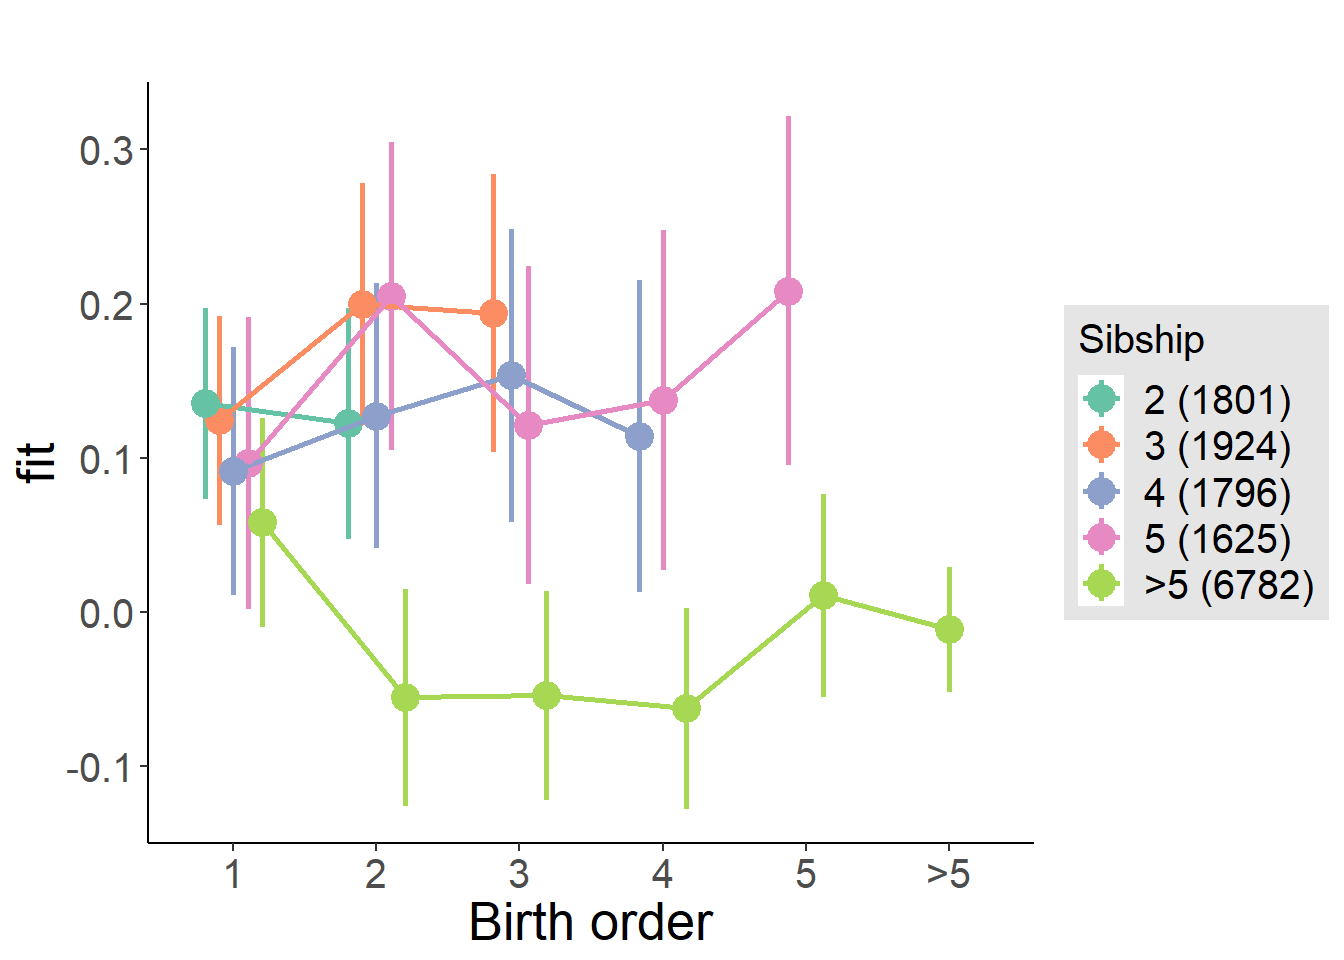 0.3
0.2
0.1
0.0
-0.1
fit
1 2 3 4 5 >5
Birth order
Sibship
2 (1801)
3 (1924)
4 (1796)
5 (1625)
>5 (6782)